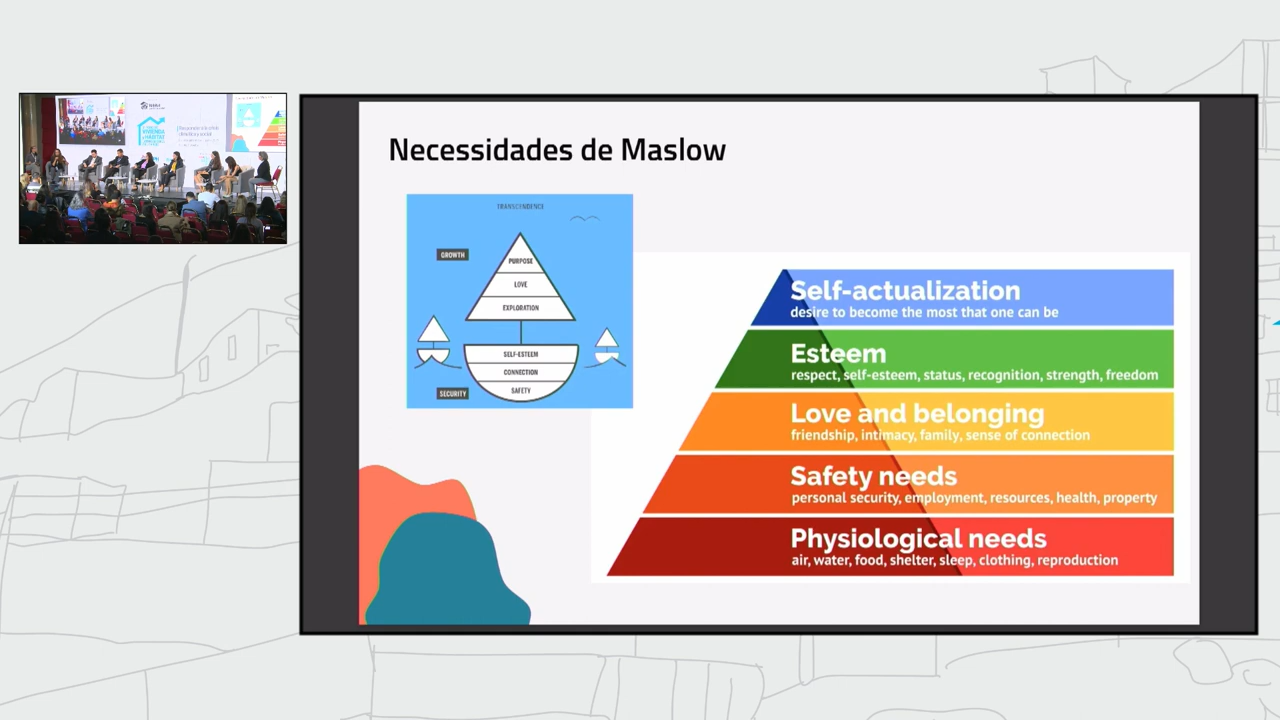 Necessidades de Maslow
TRANSCENDENCE
GROWTH
PURPOSE
LOVE
EXPLORATION
SELF-ESTEEM
CONNECTION
SAFETY
SECURITY
Self-actualization
desire to become the most that one can be
Esteem
respect, self-esteem, status, recognition, strength, freedom
Love and belonging
friendship, intimacy, family, sense of connection
Safety needs
personal security, employment, resources, health, property
Physiological needs
air, water, food, shelter, sleep, clothing, reproduction
VIVIENDA